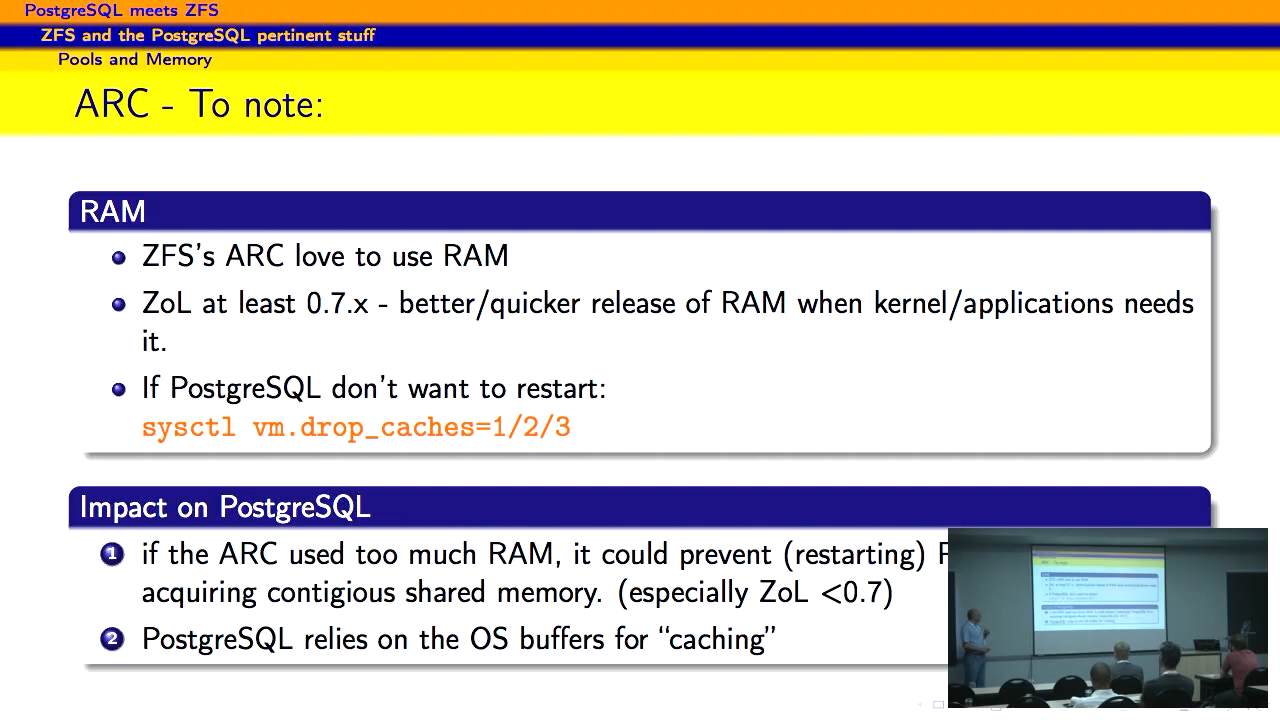 PostgreSQL meets ZFS
ZFS and the PostgreSQL pertinent stuff
Pools and Memory
ARC - To note:
RAM
ZFS's ARC love to use RAM
ZoL at least 0.7.x - better/quicker release of RAM when kernel/applications needs
it.
If PostgreSQL don't want to restart:
sysctl vm.drop_caches=1/2/3
Impact on PostgreSQL
1 if the ARC used too much RAM, it could prevent (restarting)
acquiring contigious shared memory. (especially ZoL <0.7)
2 PostgreSQL relies on the OS buffers for "caching"